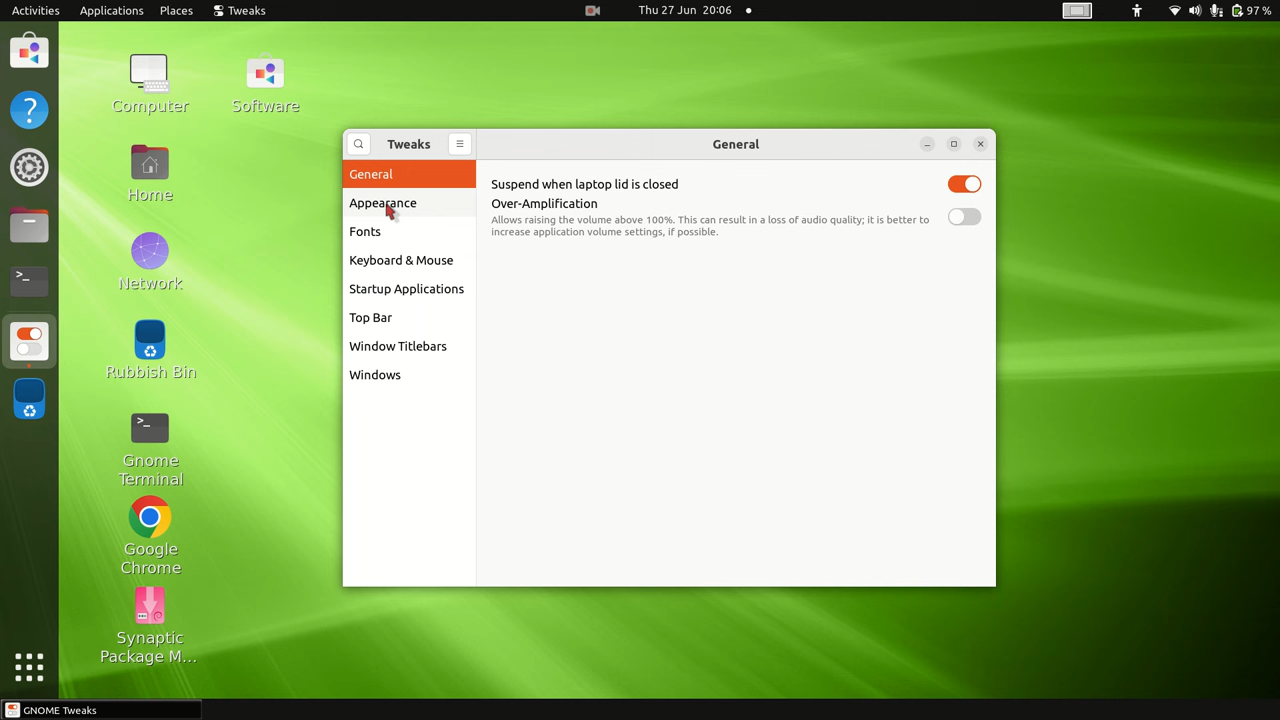 Activities
Applications
Places
Tweaks
Thu 27 Jun 20:06
97 %
Computer
Software
Home
Network
Rubbish Bin
Gnome
Terminal
Google
Chrome
Synaptic
Package M...
Tweaks
General
General
Appearance
Fonts
Keyboard & Mouse
Startup Applications
Top Bar
Window Titlebars
Windows
Suspend when laptop lid is closed
Over-Amplification
Allows raising the volume above 100%. This can result in a loss of audio quality; it is better to
increase application volume settings, if possible.
GNOME Tweaks